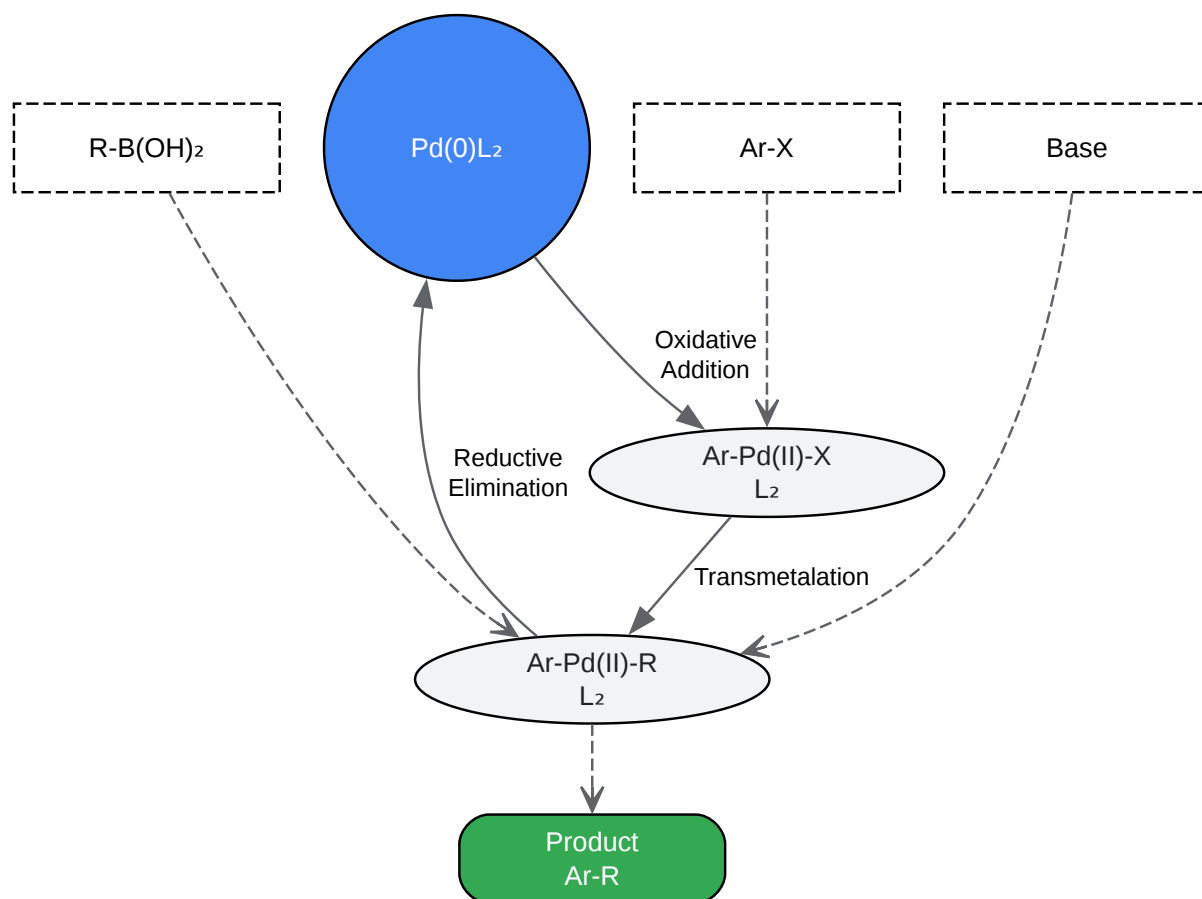 R-B(OH)₂
Pd(0)L₂
Ar-X
Base
Oxidative
Addition
Reductive
Elimination
Ar-Pd(II)-X
L₂
Transmetalation
Ar-Pd(II)-R
L₂
Product
Ar-R